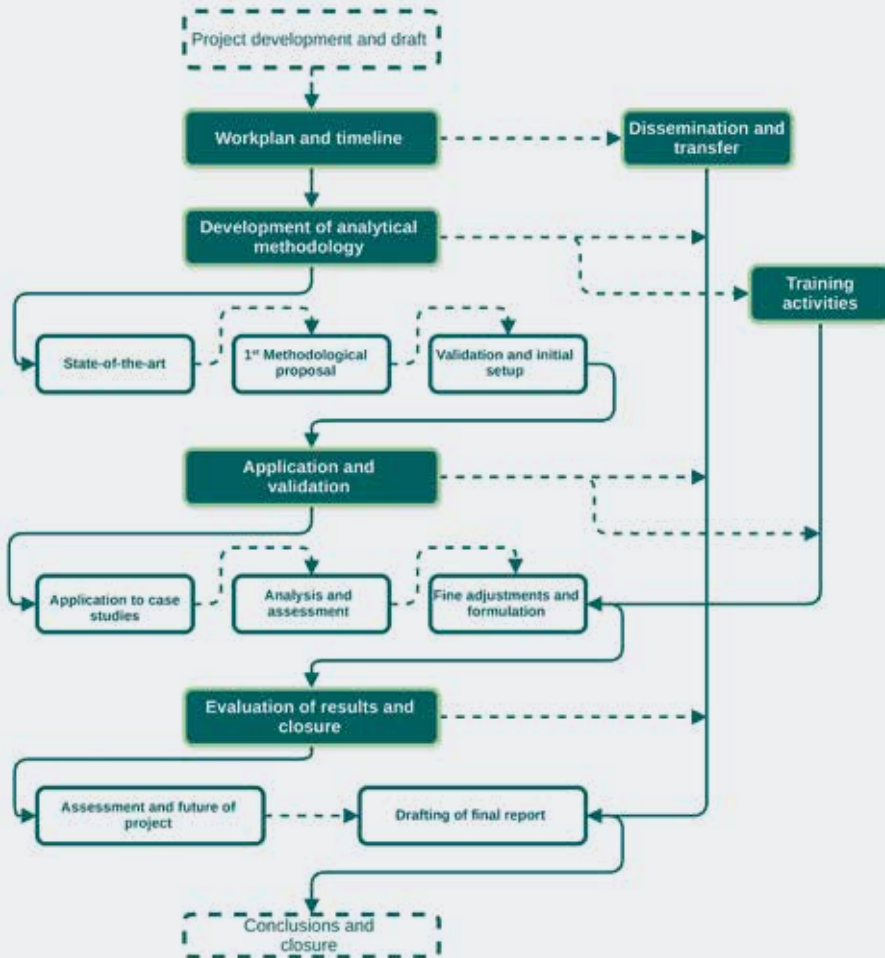 Project development and draft
Workplan and timeline
Dissemination and
transfer
Development of analytical
methodology
Training
activities
State-of-the-art
1st Methodological
proposal
Validation and initial
setup
Application and
validation
Application to case
studies
Analysis and
assessment
Fine adjustments and
formulation
Evaluation of results and
closure
Assessment and future of
project
Drafting of final report
Conclusions and
closure